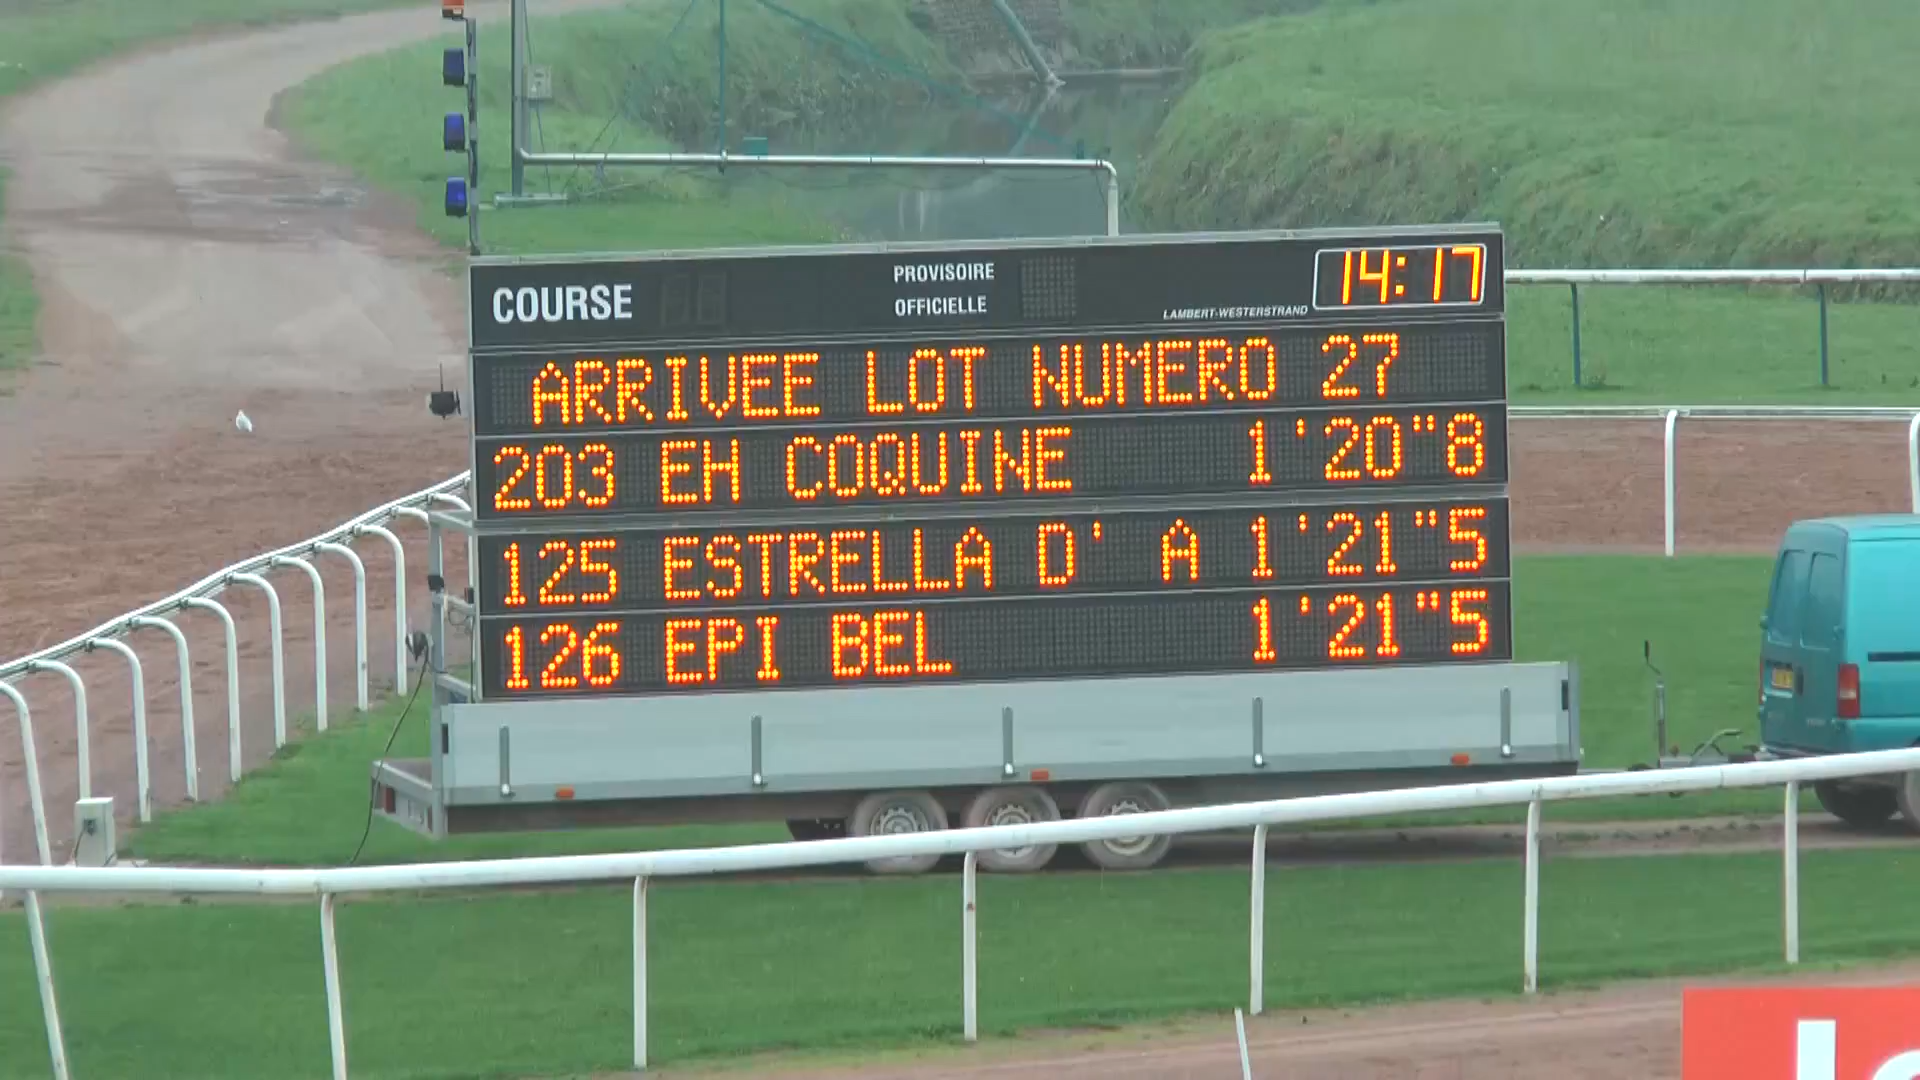 COURSE
PROVISOIRE
OFFICIELLE
LAMBERT-WESTERSTRAND
14:17
ARRIVEE LOT NUMERO 27
203 EH COQUINE 1'20"8
125 ESTRELLA D' A 1'21"5
126 EPI BEL 1'21"5